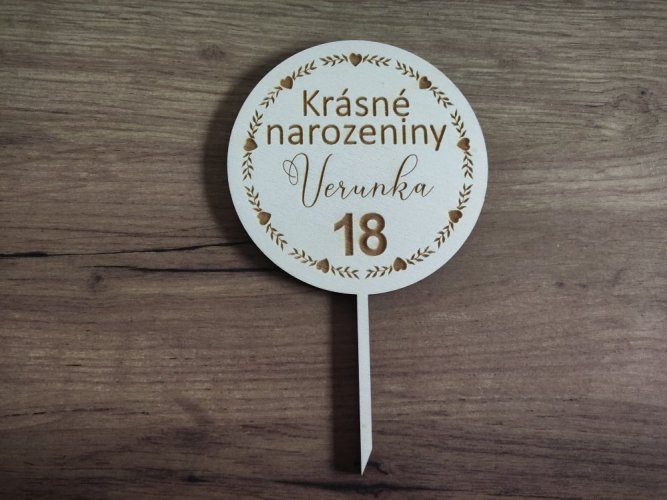 Krásné
narozeniny
Verunka
18